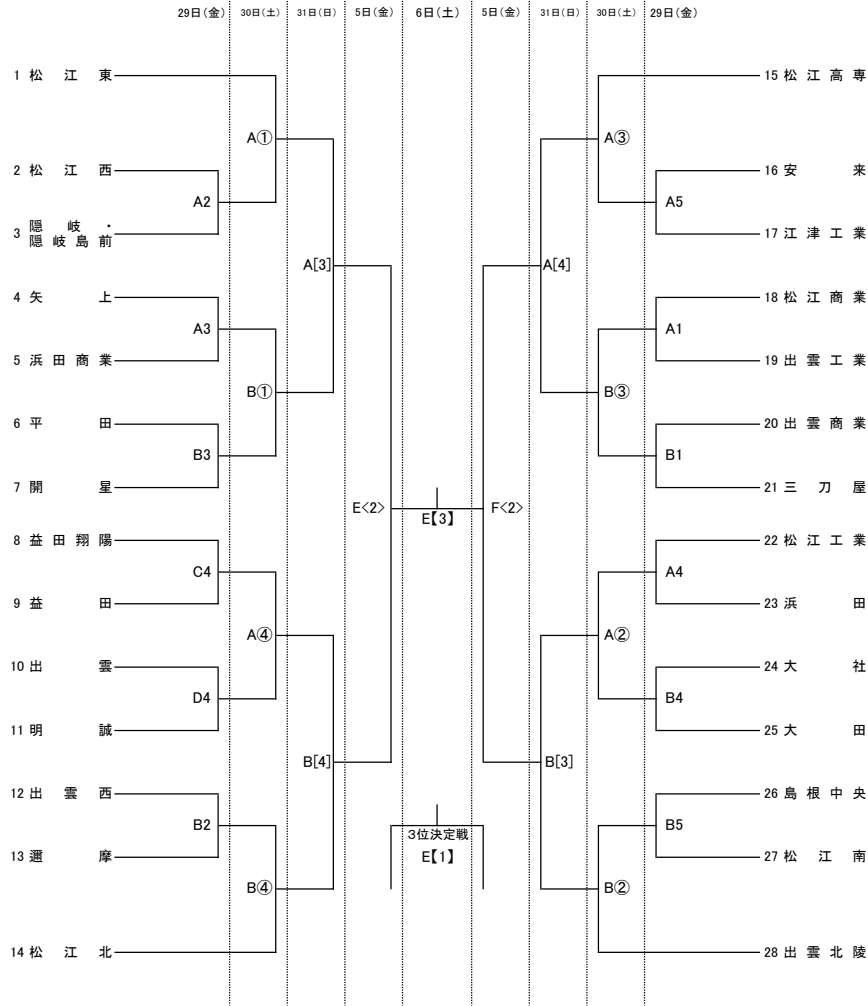 29日(金) 30日(土) 31日(日) 5日(金) 6日(土) 5日(金) 31日(日) 30日(土) 29日(金)
1 松江東
15 松江高専
A① A③
2 松江西
16 安来
A2 A5
3 隠岐・
隠岐島前
17 江津工業
A[3] A[4]
4 矢上
18 松江商業
A3 A1
5 浜田商業
19 出雲工業
B① B③
6 平田
20 出雲商業
B3 B1
7 開星
21 三刀屋
E<2> E【3】 F<2>
8 益田翔陽
22 松江工業
C4 A4
9 益田
23 浜田
A④ A②
10 出雲
24 大社
D4 B4
11 明誠
25 大田
B[4] B[3]
12 出雲西
26 島根中央
B2 B5
3位決定戦
E【1】
13 邇摩
27 松江南
B④ B②
14 松江北
28 出雲北陵